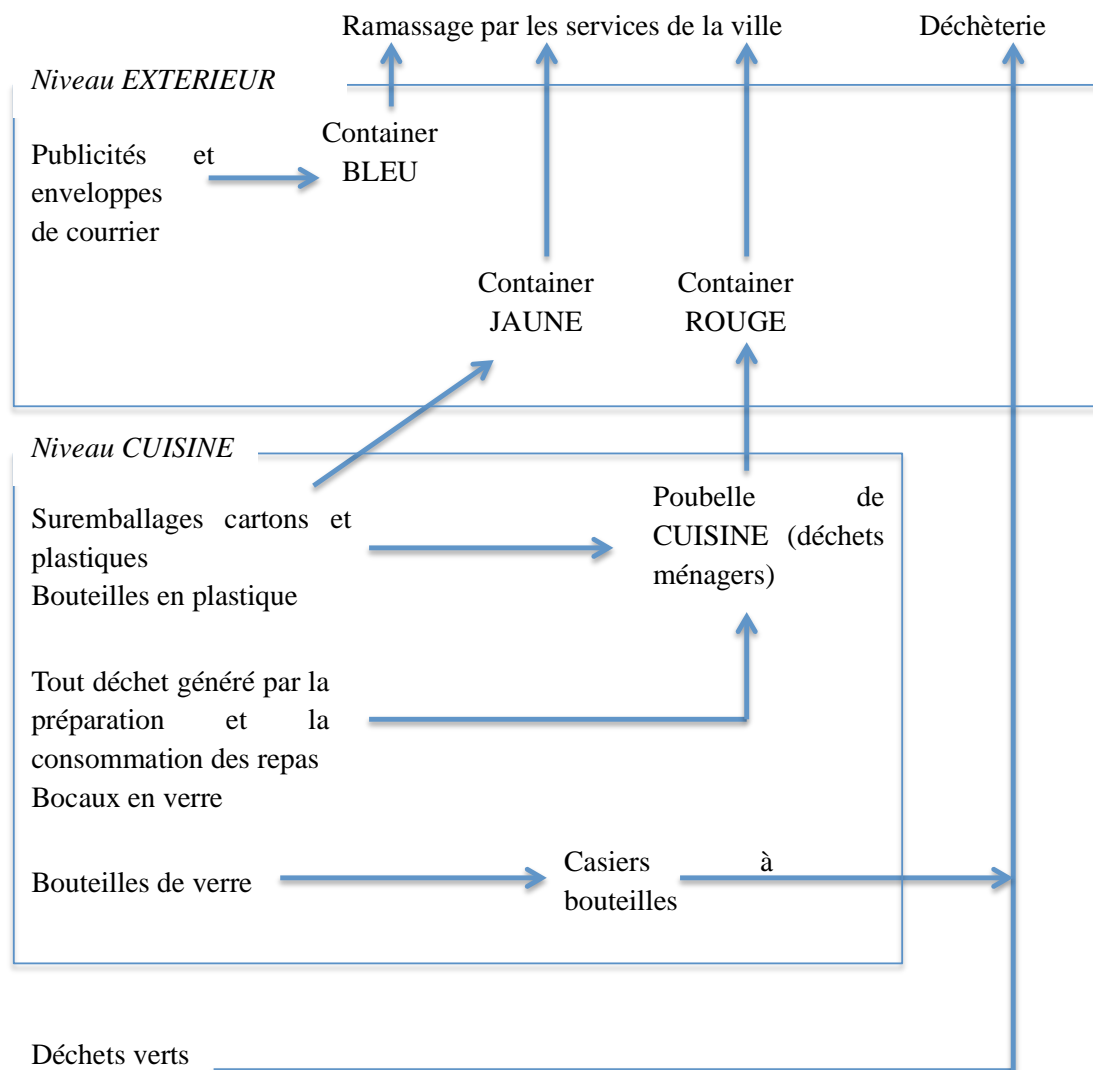 Ramassage par les services de la ville
Déchèterie
Niveau EXTERIEUR
Publicités et
enveloppes
de courrier
Container
BLEU
Container
JAUNE
Container
ROUGE
Niveau CUISINE
Suremballages cartons et
plastiques
Bouteilles en plastique
Poubelle de
CUISINE (déchets
ménagers)
Tout déchet généré par la
préparation et la
consommation des repas
Bocaux en verre
Bouteilles de verre
Casiers à
bouteilles
Déchets verts